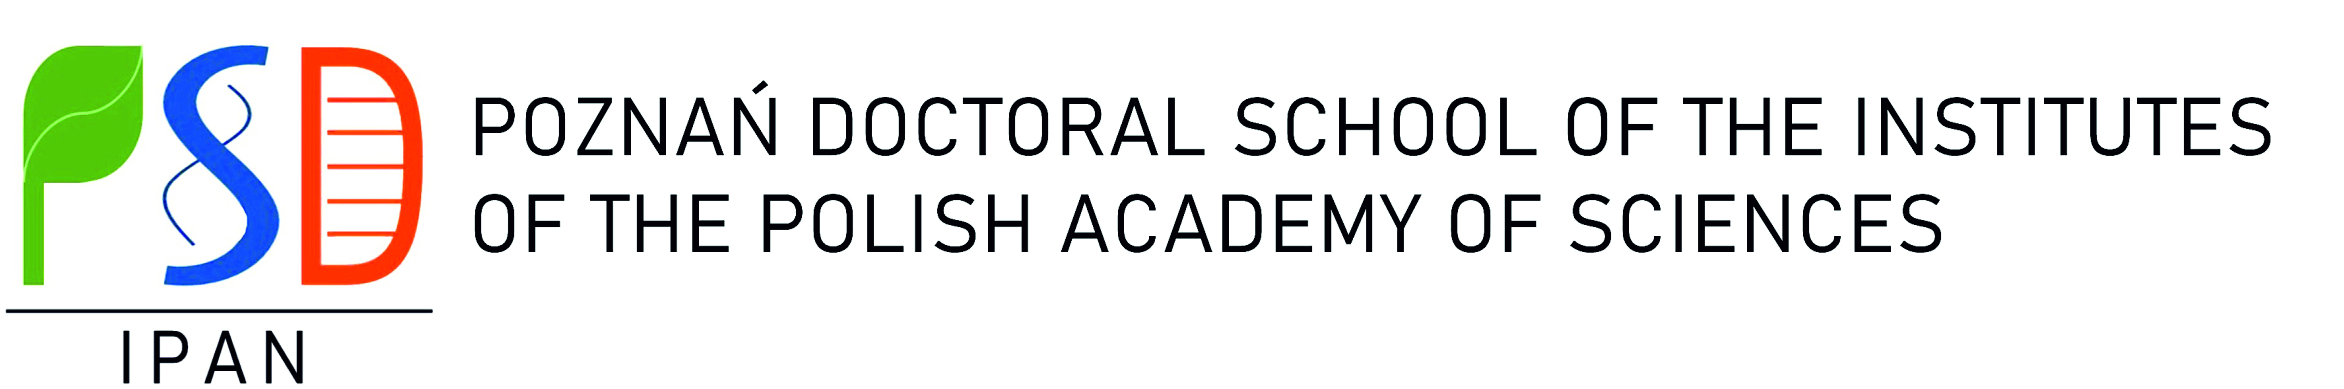 PSD
IPAN
POZNAŃ DOCTORAL SCHOOL OF THE INSTITUTES
OF THE POLISH ACADEMY OF SCIENCES